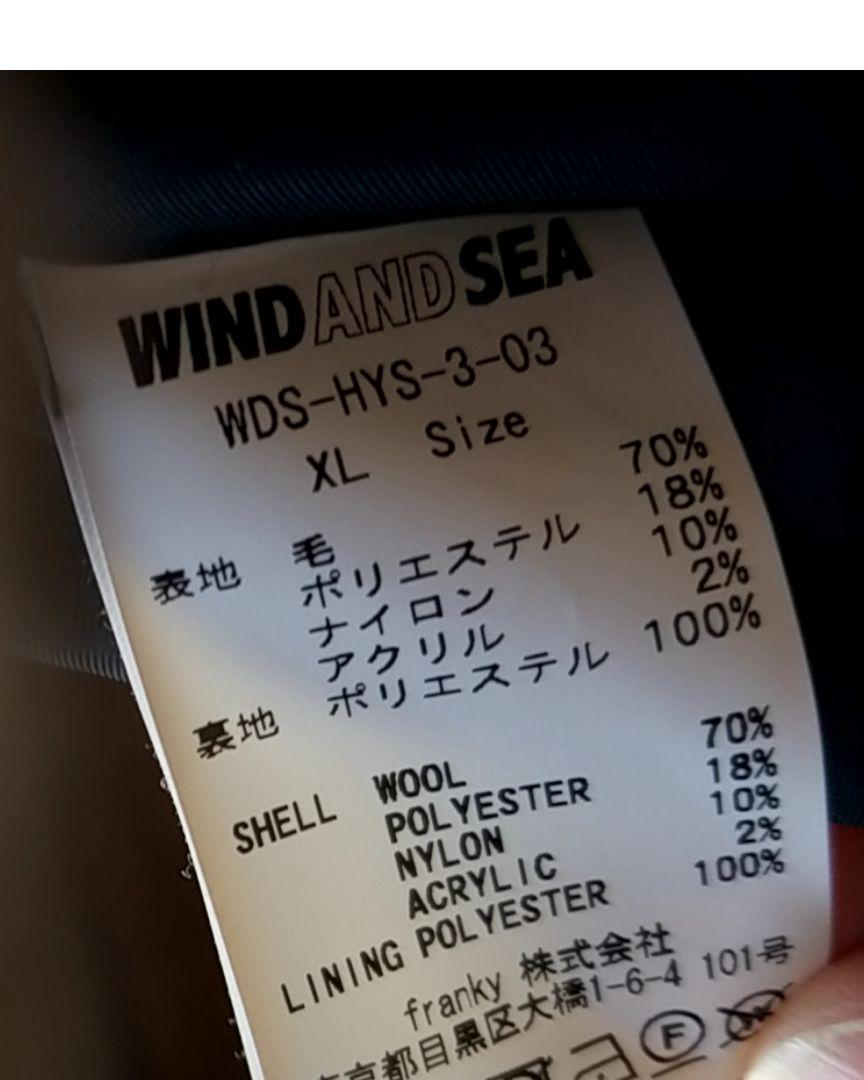 WIND AND SEA
WDS-HYS-3-03
XL Size
表地 毛 70%
ポリエステル 18%
ナイロン 10%
アクリル 2%
裏地 ポリエステル 100%
SHELL WOOL 70%
POLYESTER 18%
NYLON 10%
ACRYLIC 2%
LINING POLYESTER 100%
franky 株式会社
東京都目黒区大橋1-6-4 101号
F